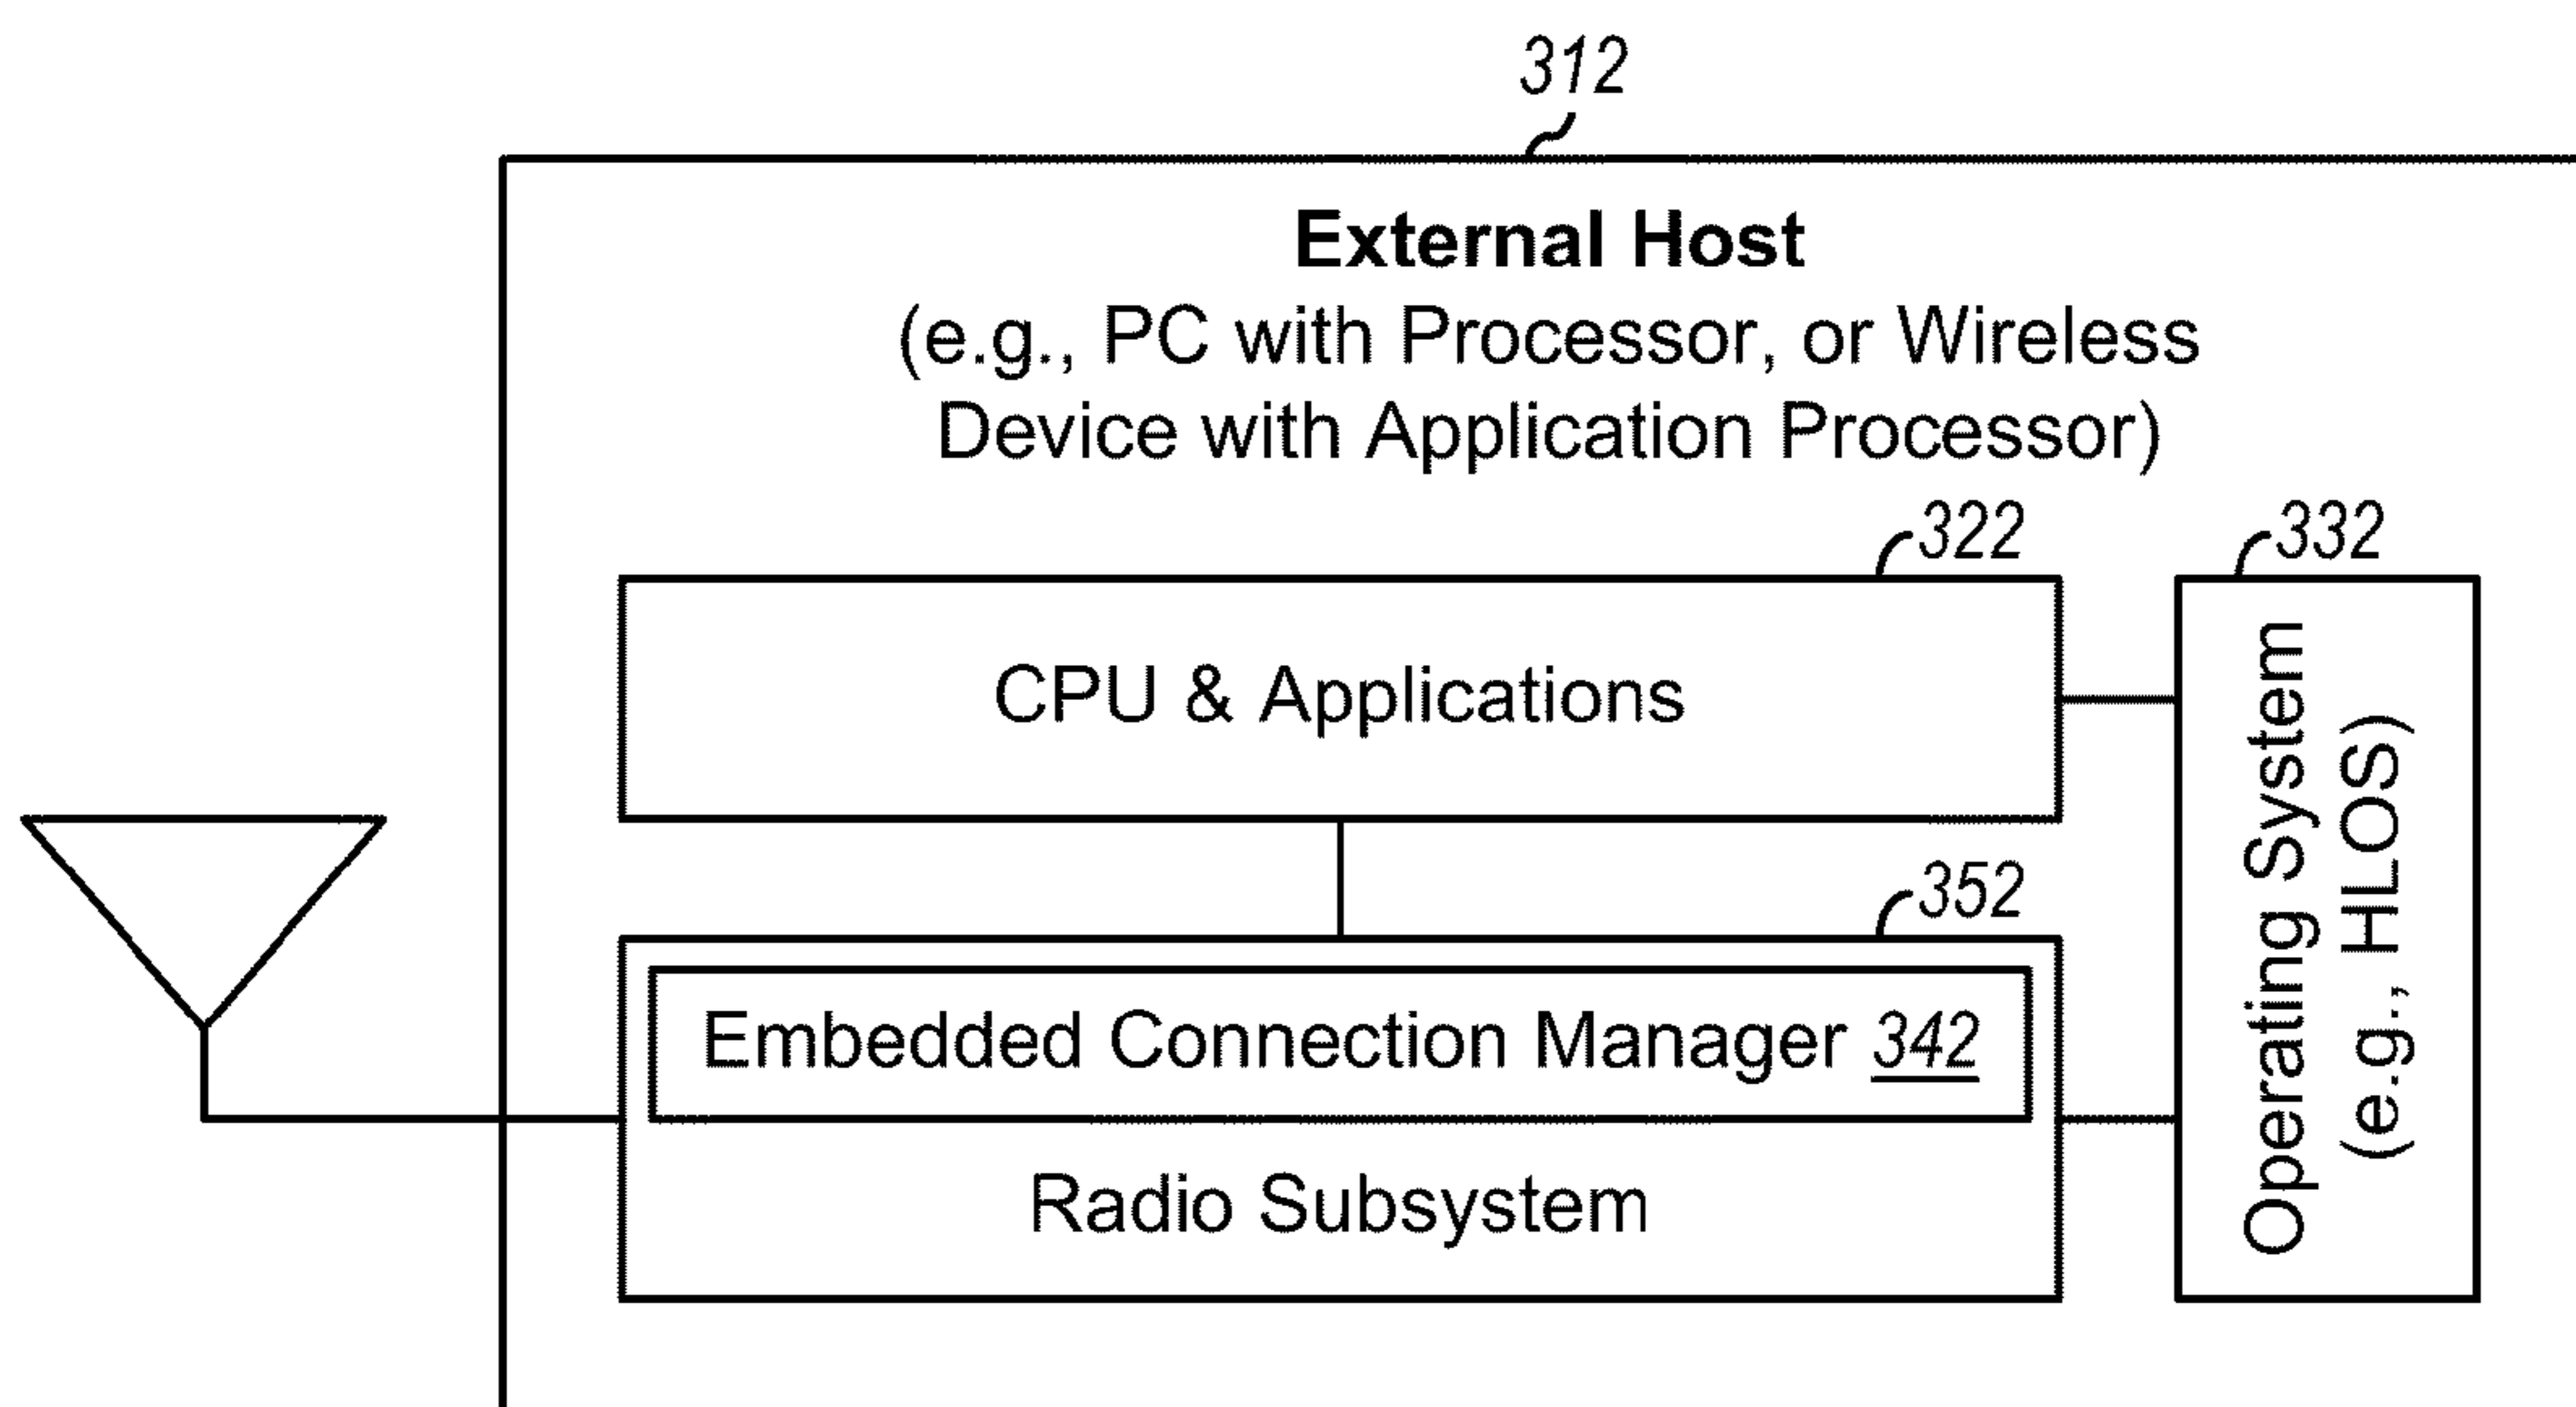 312
External Host
(e.g., PC with Processor, or Wireless
Device with Application Processor)
322
332
CPU & Applications
Operating System
(e.g., HLOS)
352
Embedded Connection Manager 342
Radio Subsystem